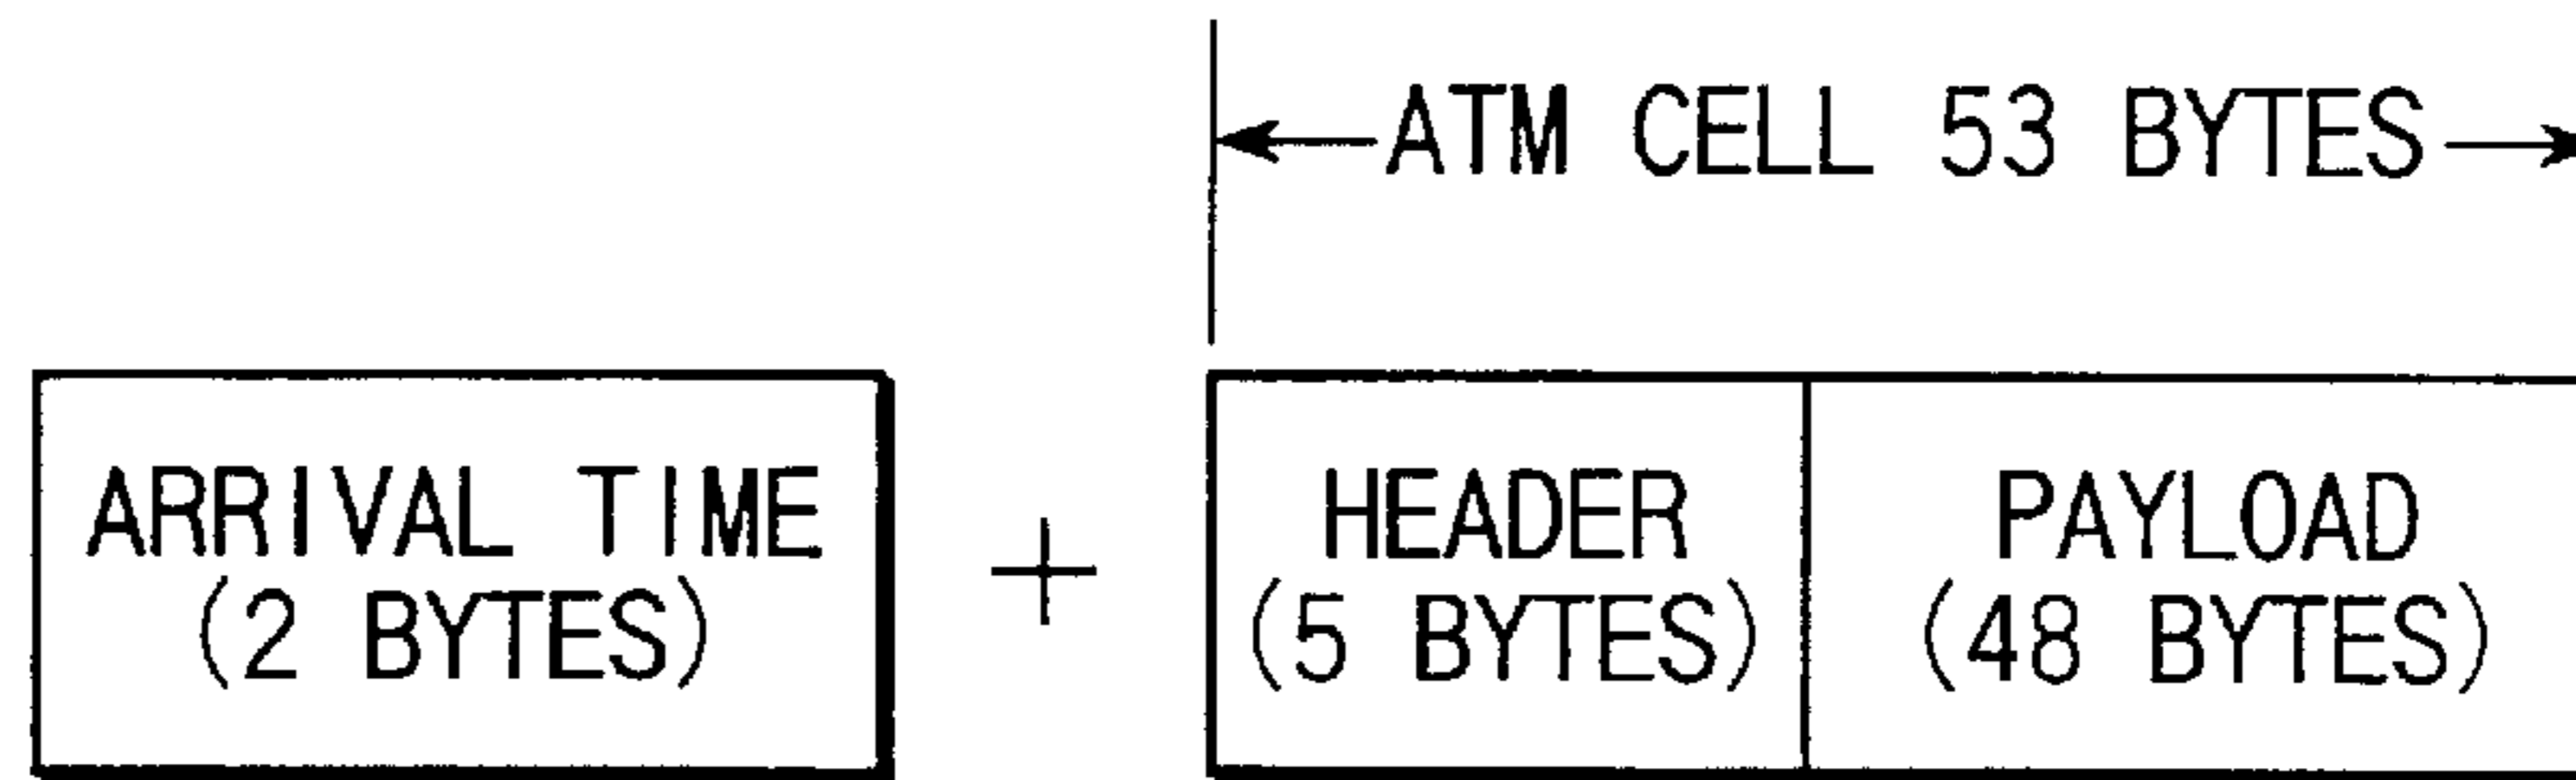 ATM CELL 53 BYTES
ARRIVAL TIME
(2 BYTES)
+
HEADER
(5 BYTES)
PAYLOAD
(48 BYTES)